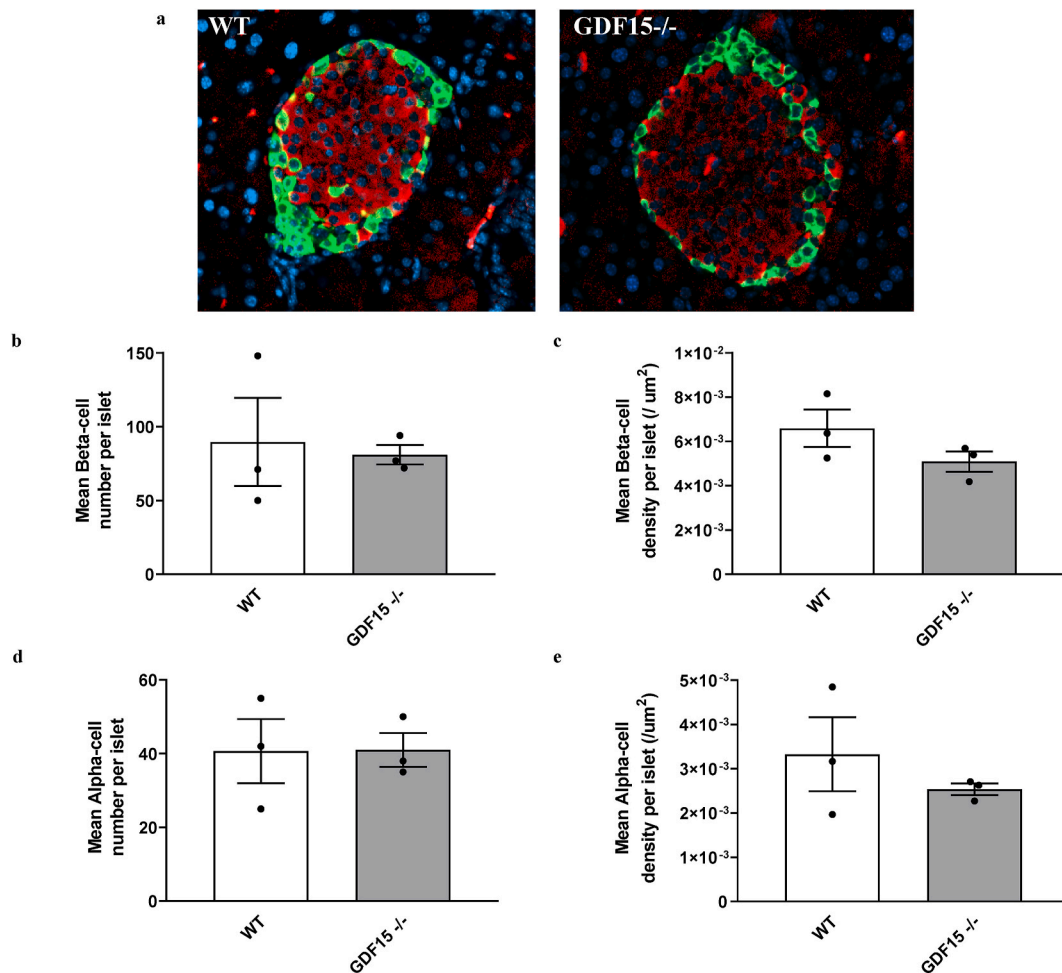 a
WT
GDF15-/-
b
Mean Beta-cell
number per islet
150
100
50
0
WT
GDF15 -/-
c
Mean Beta-cell
density per islet (/ um²)
1×10⁻²
8×10⁻³
6×10⁻³
4×10⁻³
2×10⁻³
0
WT
GDF15 -/-
d
Mean Alpha-cell
number per islet
60
40
20
0
WT
GDF15 -/-
e
Mean Alpha-cell
density per islet (/um²)
5×10⁻³
4×10⁻³
3×10⁻³
2×10⁻³
1×10⁻³
0
WT
GDF15 -/-